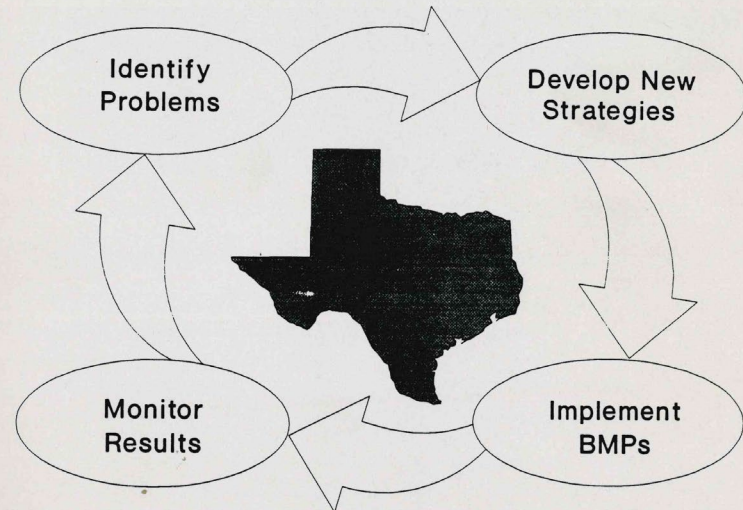 Identify
Problems
Develop New
Strategies
Implement
BMPs
Monitor
Results